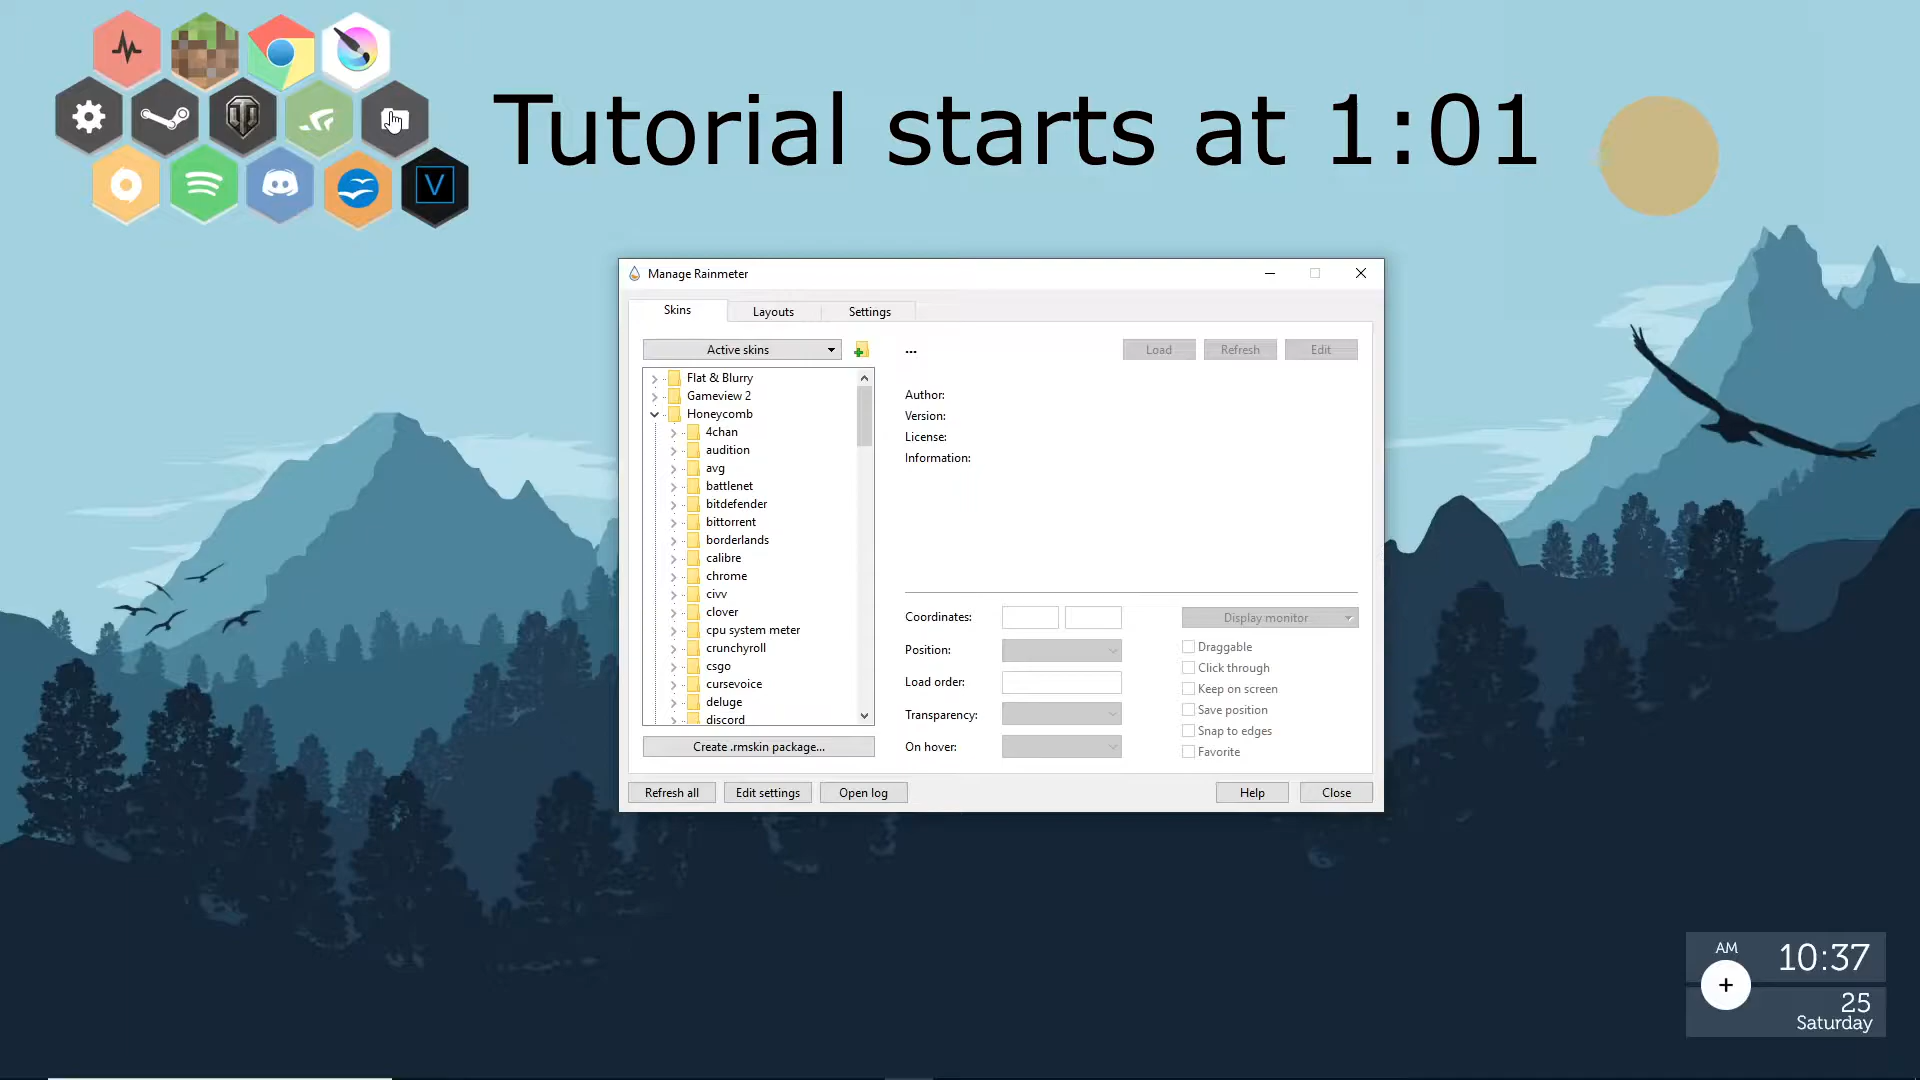 Tutorial starts at 1:01
V
Manage Rainmeter
Skins
Layouts
Settings
Active skins
...
Load
Refresh
Edit
Flat & Blurry
Gameview 2
Honeycomb
4chan
audition
avg
battlenet
bitdefender
bittorrent
borderlands
calibre
chrome
civv
clover
cpu system meter
crunchyroll
csgo
cursevoice
deluge
discord
Author:
Version:
License:
Information:
Coordinates:
Display monitor
Position:
Load order:
Transparency:
On hover:
Draggable
Click through
Keep on screen
Save position
Snap to edges
Favorite
Create .rmskin package...
Refresh all
Edit settings
Open log
Help
Close
AM
10:37
+
25
Saturday